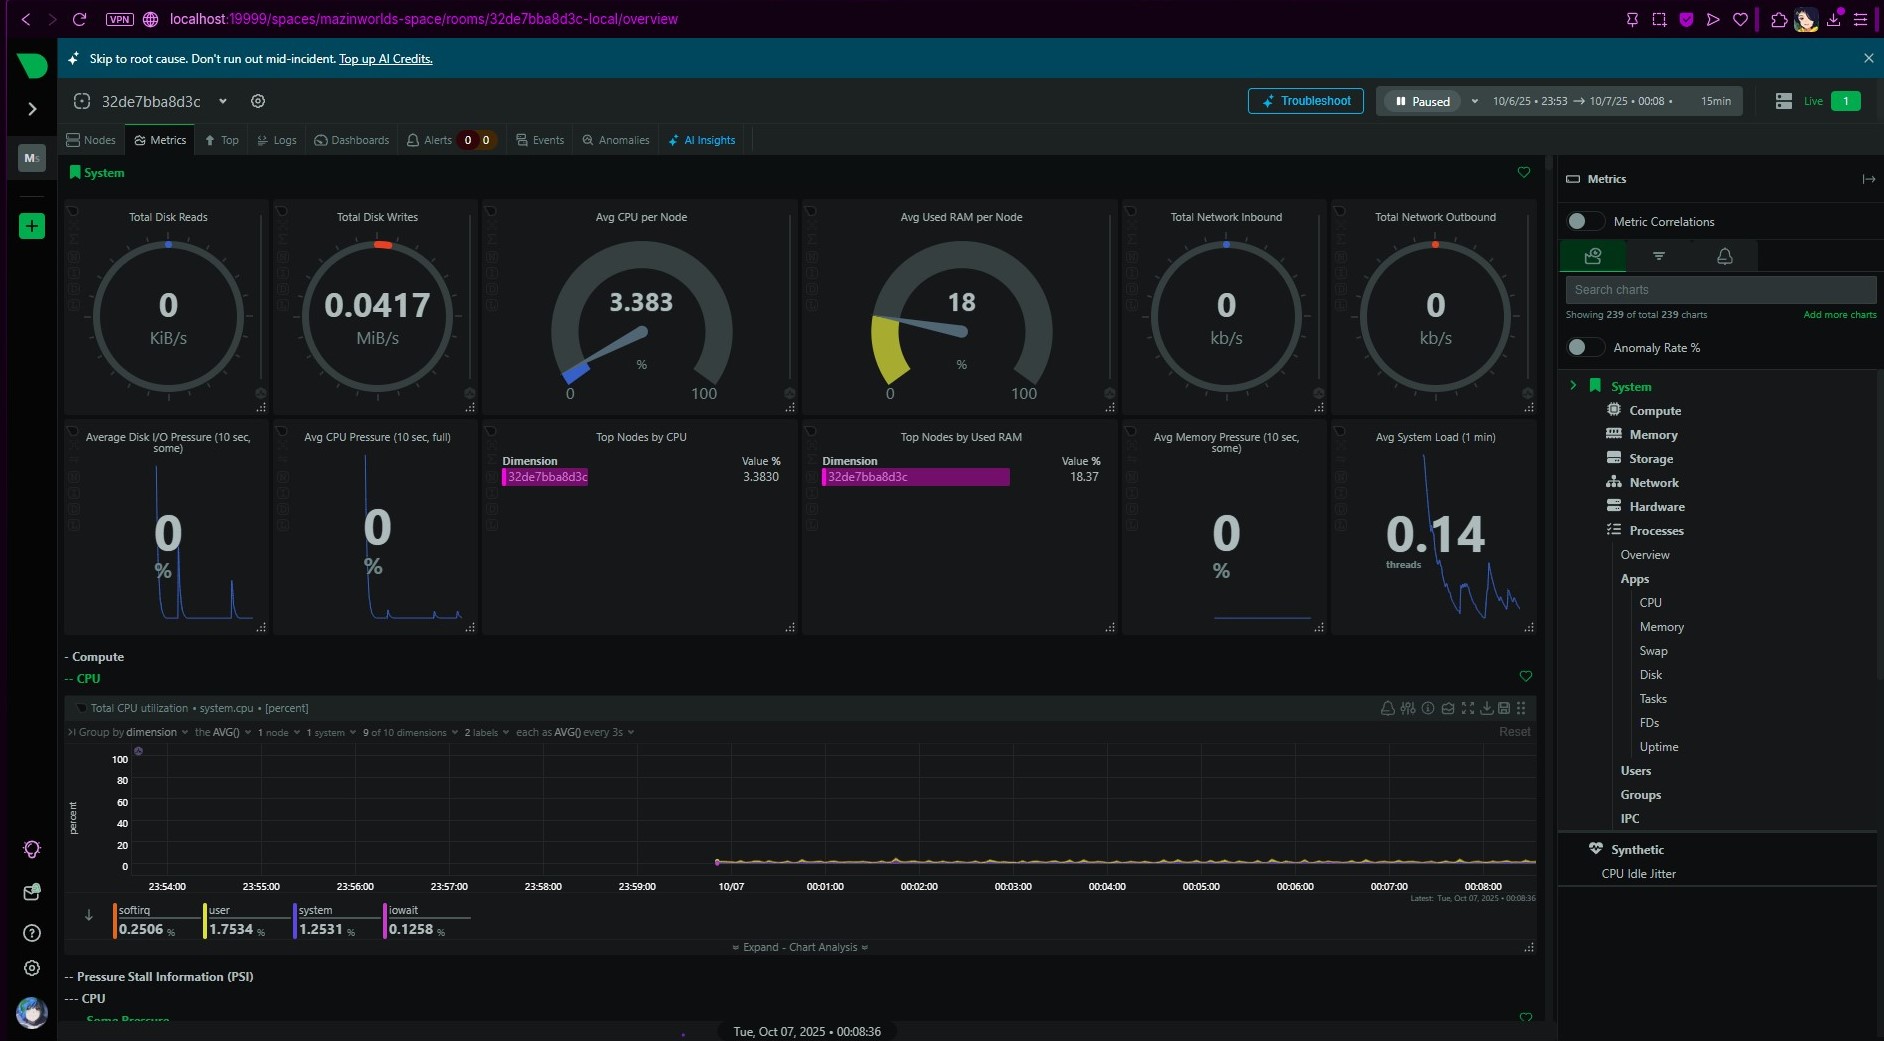 VPN localhost:19999/spaces/mazinworlds-space/rooms/32de7bba8d3c-local/overview
Skip to root cause. Don't run out mid-incident. Top up AI Credits.
32de7bba8d3c
Troubleshoot
Paused
10/6/25 • 23:53 → 10/7/25 • 00:08 • 15min
Live 1
Nodes Metrics Top Logs Dashboards Alerts 0 0 Events Anomalies AI Insights
Ms
System
Total Disk Reads
0
KiB/s
Total Disk Writes
0.0417
MiB/s
Avg CPU per Node
3.383
%
0 100
Avg Used RAM per Node
18
%
0 100
Total Network Inbound
0
kb/s
Total Network Outbound
0
kb/s
Average Disk I/O Pressure (10 sec,
some)
0
%
Avg CPU Pressure (10 sec, full)
0
%
Top Nodes by CPU
Dimension Value %
32de7bba8d3c 3.3830
Top Nodes by Used RAM
Dimension Value %
32de7bba8d3c 18.37
Avg Memory Pressure (10 sec,
some)
0
%
Avg System Load (1 min)
0.14
threads
- Compute
-- CPU
Total CPU utilization • system.cpu • [percent]
Group by dimension the AVG() 1 node 1 system 9 of 10 dimensions 2 labels each as AVG() every 3s
Reset
percent
100
80
60
40
20
0
23:54:00 23:55:00 23:56:00 23:57:00 23:58:00 23:59:00 10/07 00:01:00 00:02:00 00:03:00 00:04:00 00:05:00 00:06:00 00:07:00 00:08:00
Latest: Tue, Oct 07, 2025 • 00:08:36
softirq user system iowait
0.2506 % 1.7534 % 1.2531 % 0.1258 %
Expand - Chart Analysis
-- Pressure Stall Information (PSI)
--- CPU
Some Pressure
Tue, Oct 07, 2025 • 00:08:36
Metrics
Metric Correlations
Search charts
Showing 239 of total 239 charts Add more charts
Anomaly Rate %
System
Compute
Memory
Storage
Network
Hardware
Processes
Overview
Apps
CPU
Memory
Swap
Disk
Tasks
FDs
Uptime
Users
Groups
IPC
Synthetic
CPU Idle Jitter